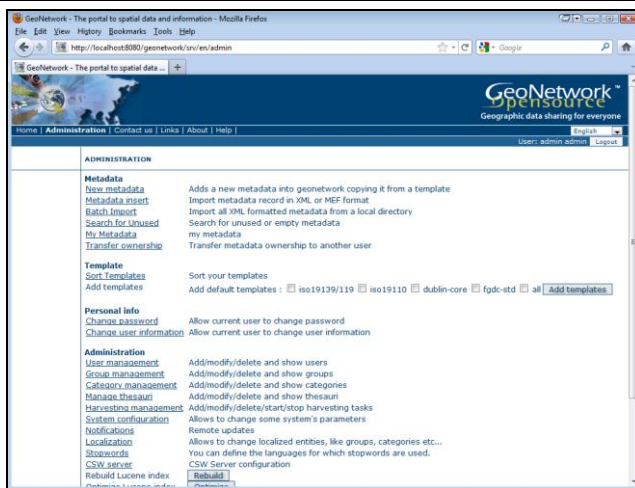 GeoNetwork - The portal to spatial data and information - Mozilla Firefox
File Edit View History Bookmarks Tools Help
http://localhost:8080/geonetwork/srv/en/admin
Google
GeoNetwork - The portal to spatial data ...
GeoNetwork™
Opensource
Geographic data sharing for everyone
Home | Administration | Contact us | Links | About | Help |
English
User: admin admin Logout
ADMINISTRATION
Metadata
New metadata Adds a new metadata into geonetwork copying it from a template
Metadata insert Import metadata record in XML or MEF format
Batch Import Import all XML formatted metadata from a local directory
Search for Unused Search for unused or empty metadata
My Metadata my metadata
Transfer ownership Transfer metadata ownership to another user
Template
Sort Templates Sort your templates
Add templates Add default templates : iso19139/119 iso19110 dublin-core fgdc-std all Add templates
Personal info
Change password Allow current user to change password
Change user information Allow current user to change user information
Administration
User management Add/modify/delete and show users
Group management Add/modify/delete and show groups
Category management Add/modify/delete and show categories
Manage thesauri Add/modify/delete and show thesauri
Harvesting management Add/modify/delete/start/stop harvesting tasks
System configuration Allows to change some system's parameters
Notifications Remote updates
Localization Allows to change localized entities, like groups, categories etc...
Stopwords You can define the languages for which stopwords are used.
CSW server CSW Server configuration
Rebuild Lucene index Rebuild
Optimize Lucene index Optimize